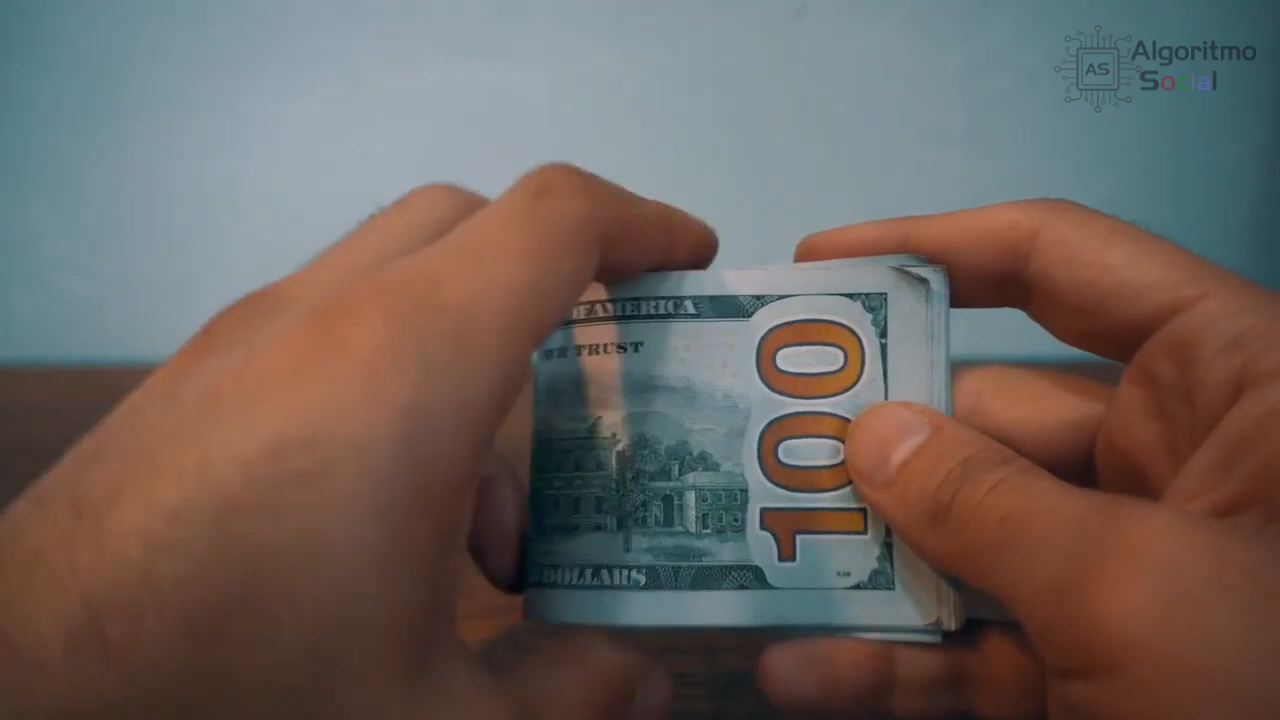 Algoritmo
AS
Social
OF AMERICA
WE TRUST
100
DOLLARS